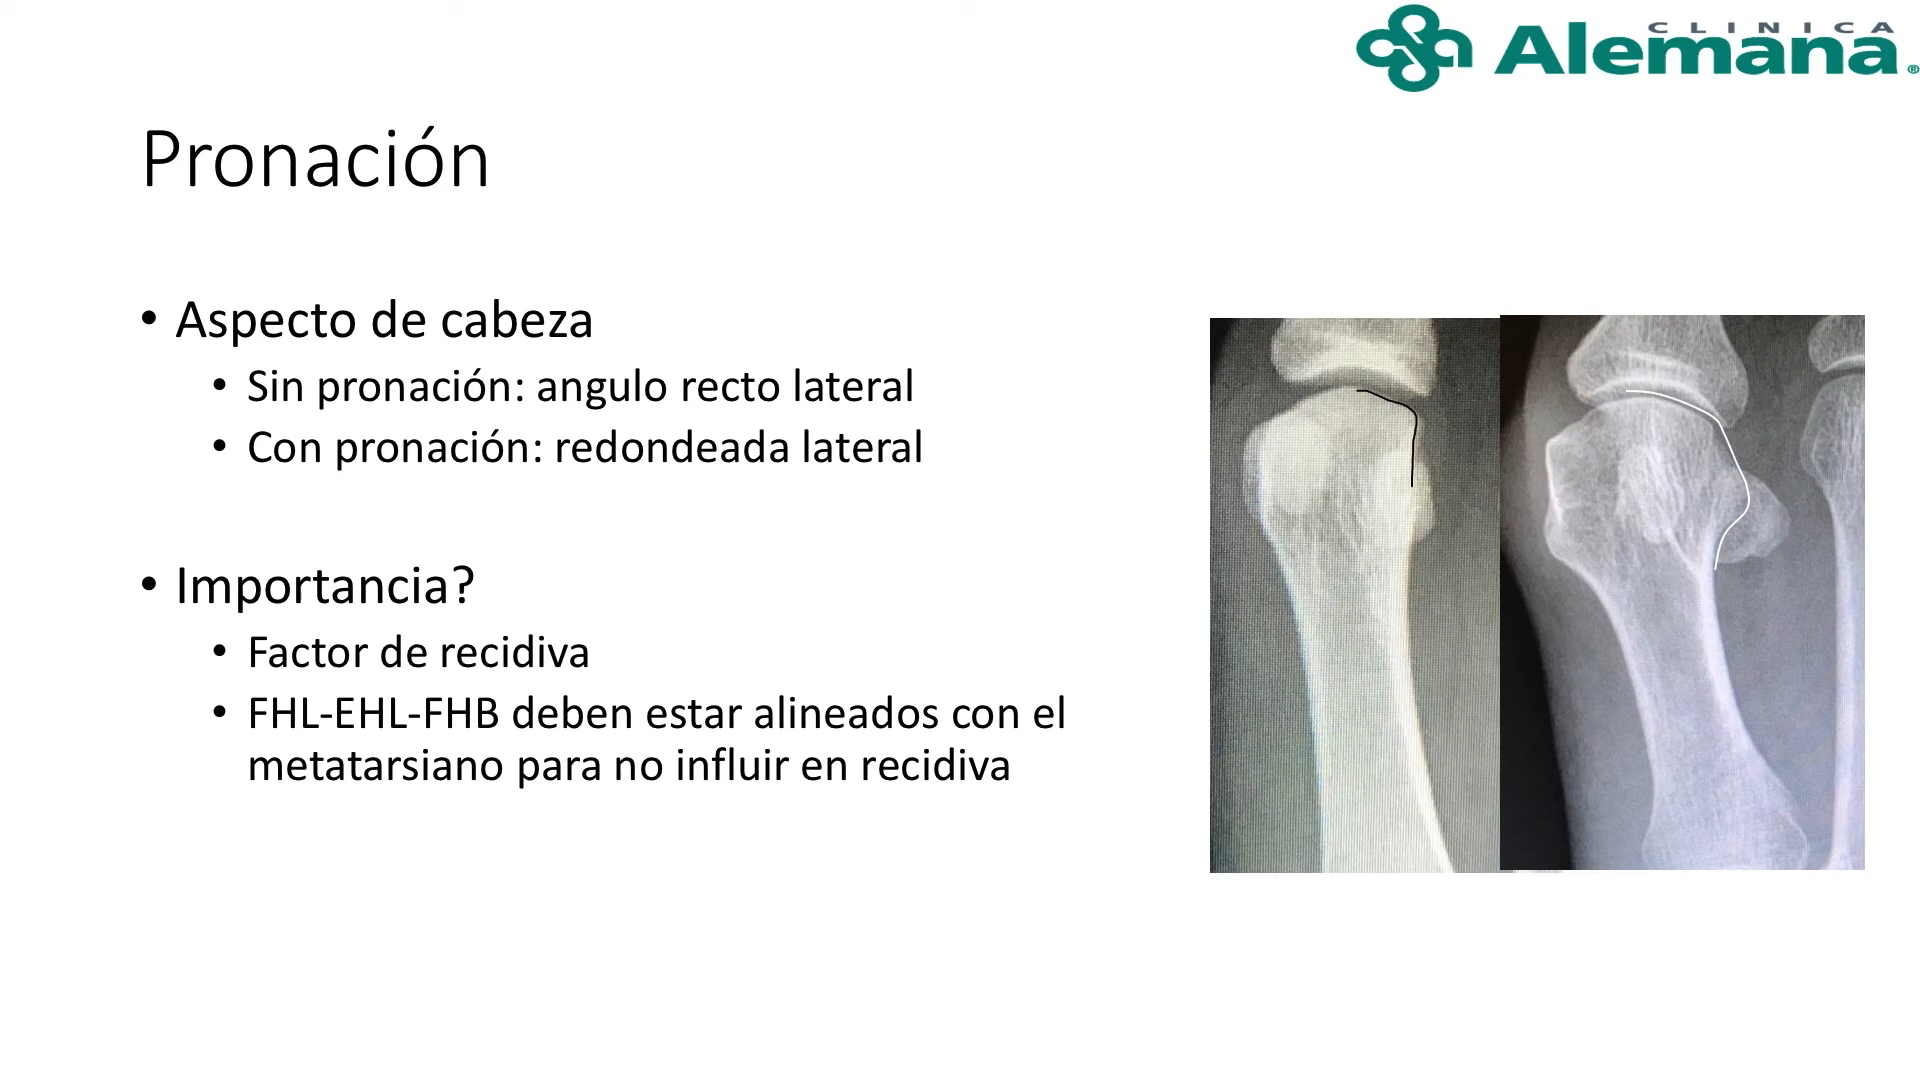 CLINICA
Alemana®
Pronación
• Aspecto de cabeza
• Sin pronación: angulo recto lateral
• Con pronación: redondeada lateral
• Importancia?
• Factor de recidiva
• FHL-EHL-FHB deben estar alineados con el
metatarsiano para no influir en recidiva